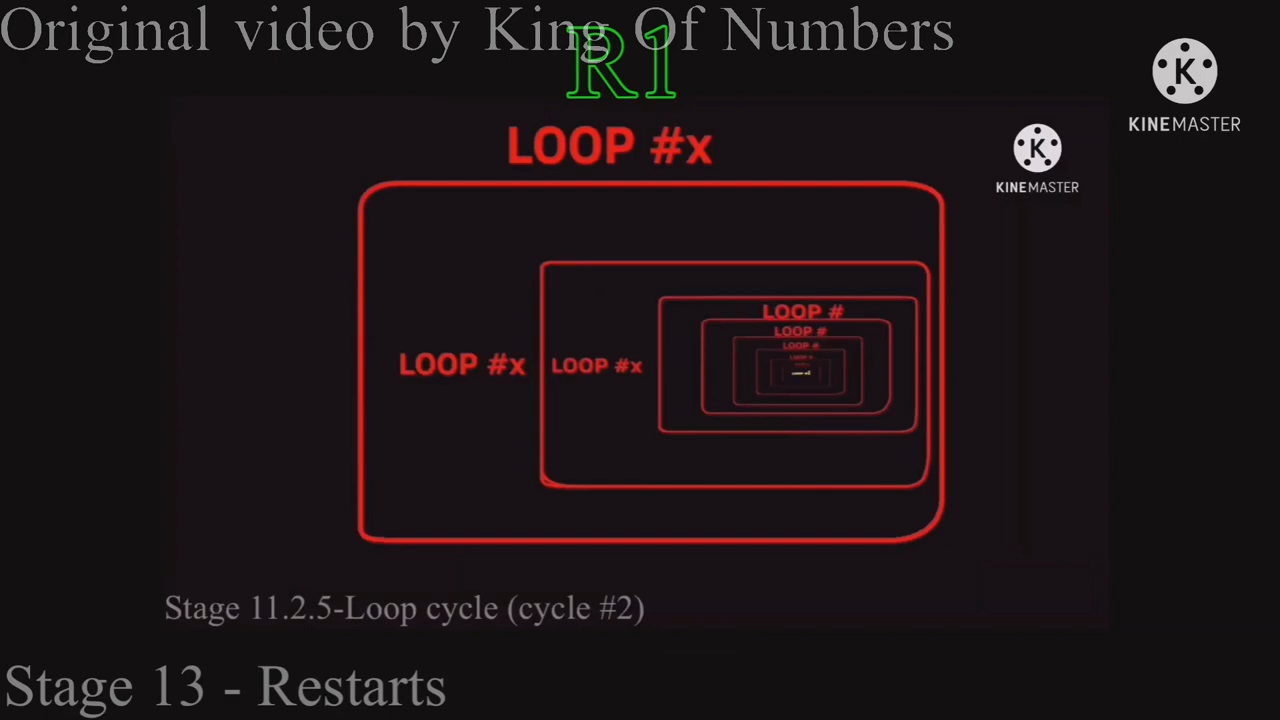 Original video by King Of Numbers
R1
KINEMASTER
LOOP #x
KINEMASTER
LOOP #x
LOOP #x
LOOP #
LOOP #
LOOP #
Stage 11.2.5-Loop cycle (cycle #2)
Stage 13 - Restarts